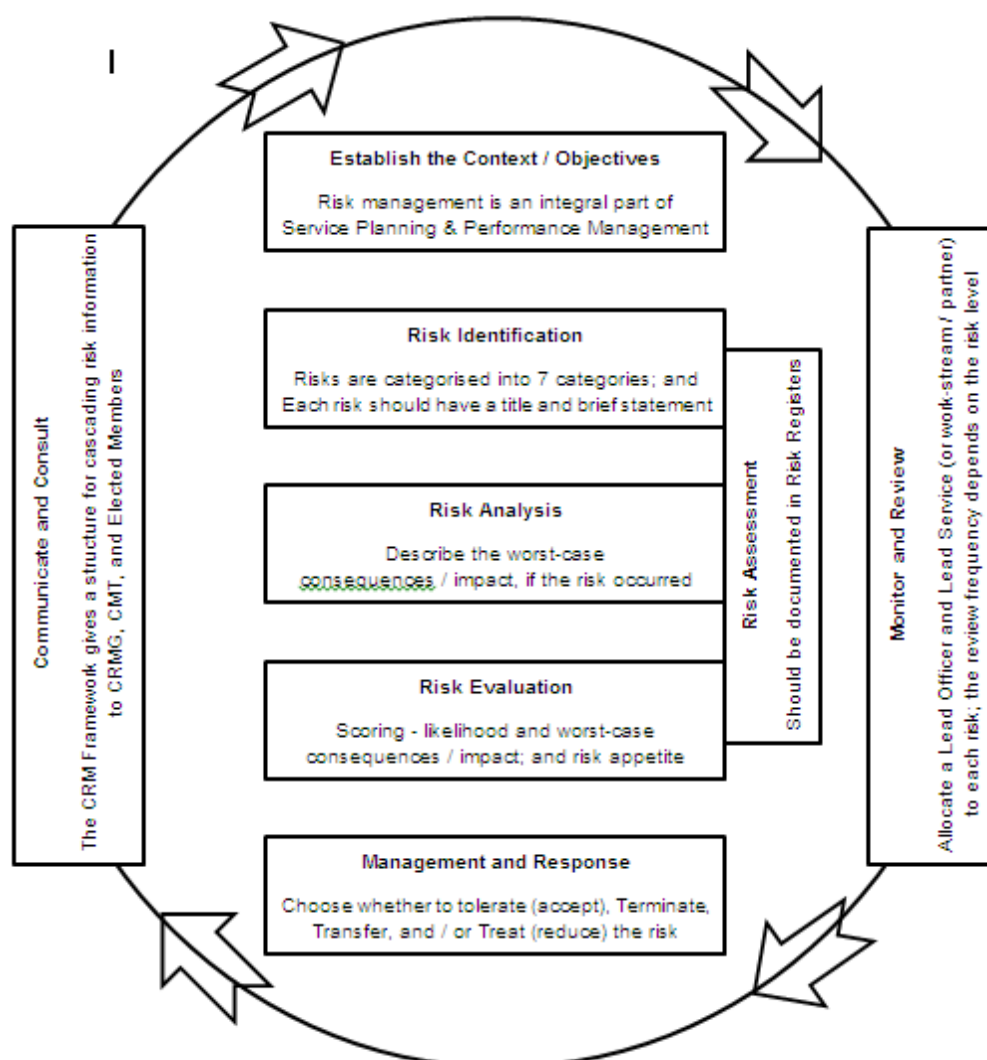 I
Establish the Context / Objectives
Risk management is an integral part of
Service Planning & Performance Management
Communicate and Consult
The CRM Framework gives a structure for cascading risk information
to CRMG, CMT, and Elected Members
Risk Identification
Risks are categorised into 7 categories; and
Each risk should have a title and brief statement
Risk Analysis
Describe the worst-case
consequences / impact, if the risk occurred
Risk Evaluation
Scoring - likelihood and worst-case
consequences / impact; and risk appetite
Risk Assessment
Should be documented in Risk Registers
Management and Response
Choose whether to tolerate (accept), Terminate,
Transfer, and / or Treat (reduce) the risk
Monitor and Review
Allocate a Lead Officer and Lead Service (or work-stream / partner)
to each risk; the review frequency depends on the risk level